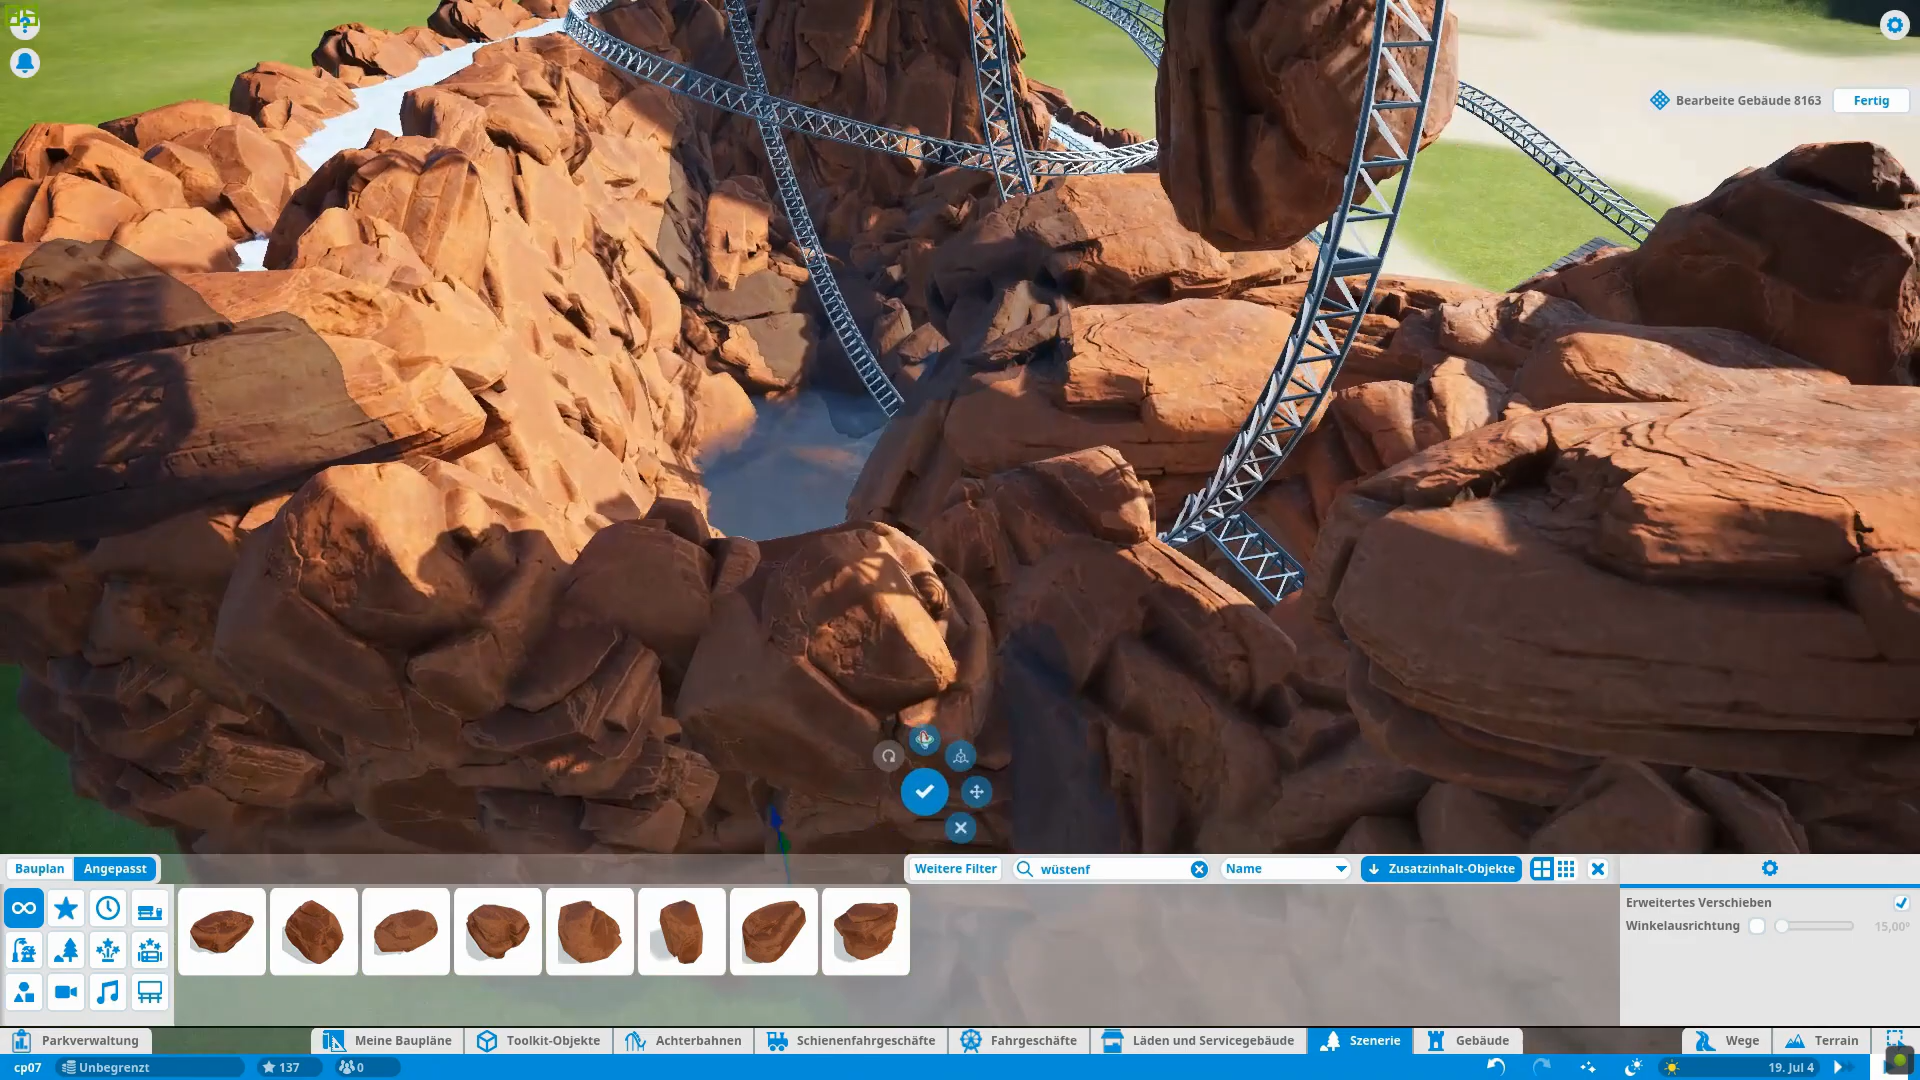 Bearbeite Gebäude 8163
Fertig
Bauplan
Angepasst
Weitere Filter
wüstenf
Name
Zusatzinhalt-Objekte
Erweitertes Verschieben
Winkelausrichtung
15,00°
Parkverwaltung
Meine Baupläne
Toolkit-Objekte
Achterbahnen
Schienenfahrgeschäfte
Fahrgeschäfte
Läden und Servicegebäude
Szenerie
Gebäude
Wege
Terrain
cp07
Unbegrenzt
137
0
19. Jul 4